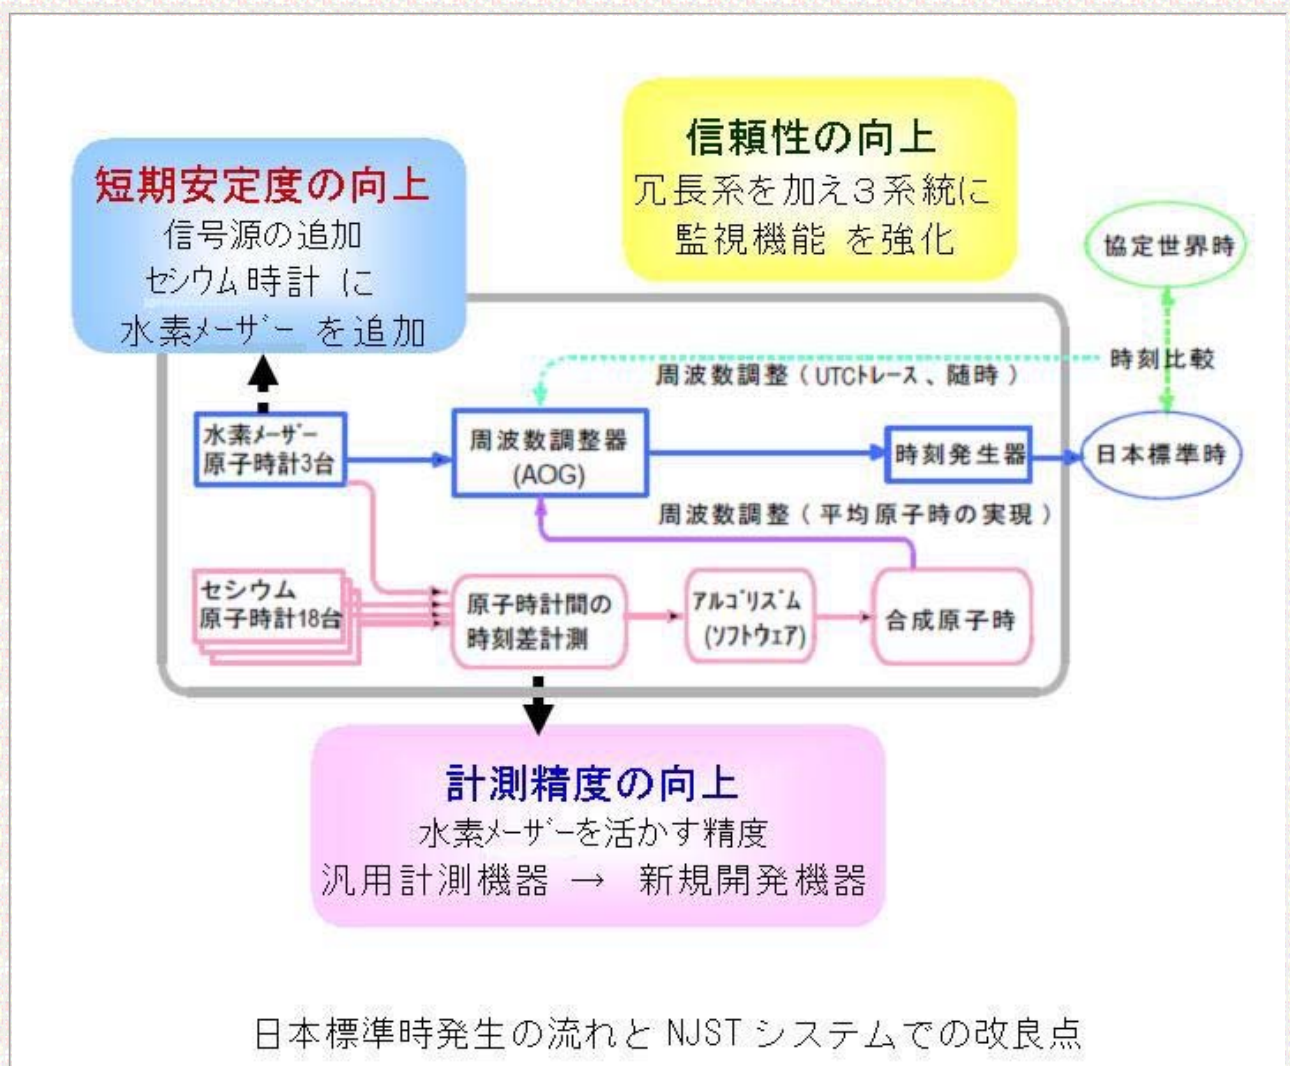 信頼性の向上
冗長系を加え3系統に
監視機能 を強化
短期安定度の向上
信号源の追加
ｾｼｳﾑ時計 に
水素ﾒｰｻﾞｰ を追加
協定世界時
時刻比較
周波数調整（UTCﾄﾚｰｽ、随時）
水素ﾒｰｻﾞｰ
原子時計3台
周波数調整器
(AOG)
時刻発生器
日本標準時
周波数調整（平均原子時の実現）
セシウム
原子時計18台
原子時計間の
時刻差計測
ｱﾙｺﾞﾘｽﾞﾑ
(ｿﾌﾄｳｪｱ)
合成原子時
計測精度の向上
水素ﾒｰｻﾞｰを活かす精度
汎用計測機器 → 新規開発機器
日本標準時発生の流れと NJST システムでの改良点